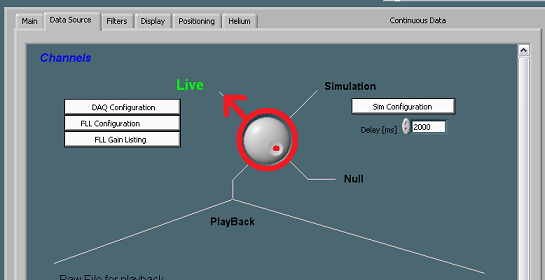 Main Data Source Filters Display Positioning Helium Continuous Data
Channels
Live
Simulation
DAQ Configuration
Sim Configuration
FLL Configuration
Delay [ms] 2000
FLL Gain Listing
Null
PlayBack
Raw File for playback